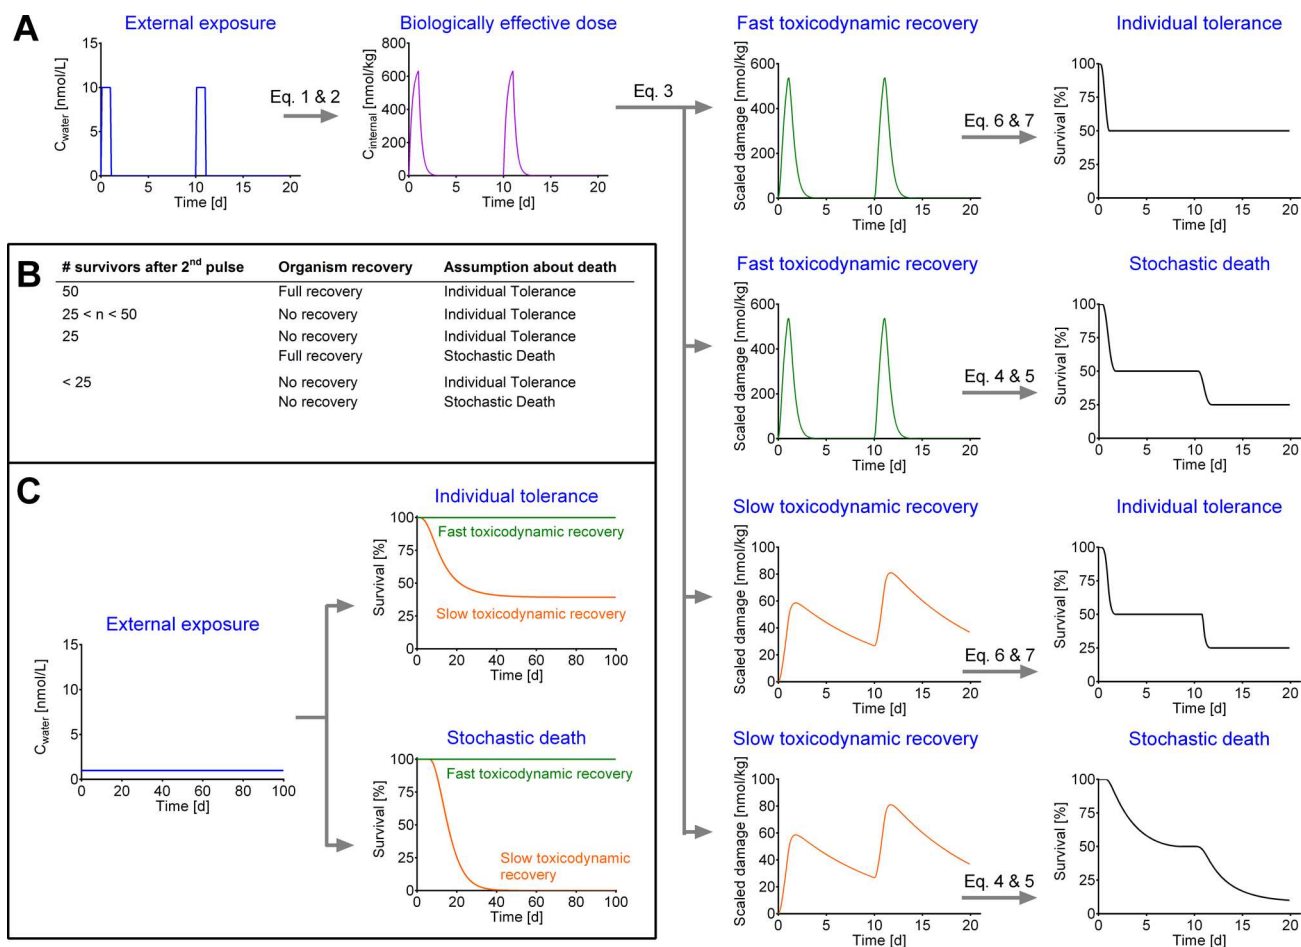 A
External exposure
C_water [nmol/L]
15
10
5
0
0 5 10 15 20
Time [d]
Eq. 1 & 2
Biologically effective dose
C_internal [nmol/kg]
800
600
400
200
0
0 5 10 15 20
Time [d]
Eq. 3
Fast toxicodynamic recovery
Scaled damage [nmol/kg]
600
400
200
0
0 5 10 15 20
Time [d]
Eq. 6 & 7
Individual tolerance
Survival [%]
100
75
50
25
0
0 5 10 15 20
Time [d]
Fast toxicodynamic recovery
Scaled damage [nmol/kg]
600
400
200
0
0 5 10 15 20
Time [d]
Eq. 4 & 5
Stochastic death
Survival [%]
100
75
50
25
0
0 5 10 15 20
Time [d]
Slow toxicodynamic recovery
Scaled damage [nmol/kg]
100
80
60
40
20
0
0 5 10 15 20
Time [d]
Eq. 6 & 7
Individual tolerance
Survival [%]
100
75
50
25
0
0 5 10 15 20
Time [d]
Slow toxicodynamic recovery
Scaled damage [nmol/kg]
100
80
60
40
20
0
0 5 10 15 20
Time [d]
Eq. 4 & 5
Stochastic death
Survival [%]
100
75
50
25
0
0 5 10 15 20
Time [d]
B
# survivors after 2nd pulse Organism recovery Assumption about death
50 Full recovery Individual Tolerance
25 < n < 50 No recovery Individual Tolerance
25 No recovery Individual Tolerance
Full recovery Stochastic Death
< 25 No recovery Individual Tolerance
No recovery Stochastic Death
C
External exposure
C_water [nmol/L]
15
10
5
0
0 20 40 60 80 100
Time [d]
Individual tolerance
Survival [%]
100
75
50
25
0
Fast toxicodynamic recovery
Slow toxicodynamic recovery
0 20 40 60 80 100
Time [d]
Stochastic death
Survival [%]
100
75
50
25
0
Fast toxicodynamic recovery
Slow toxicodynamic
recovery
0 20 40 60 80 100
Time [d]